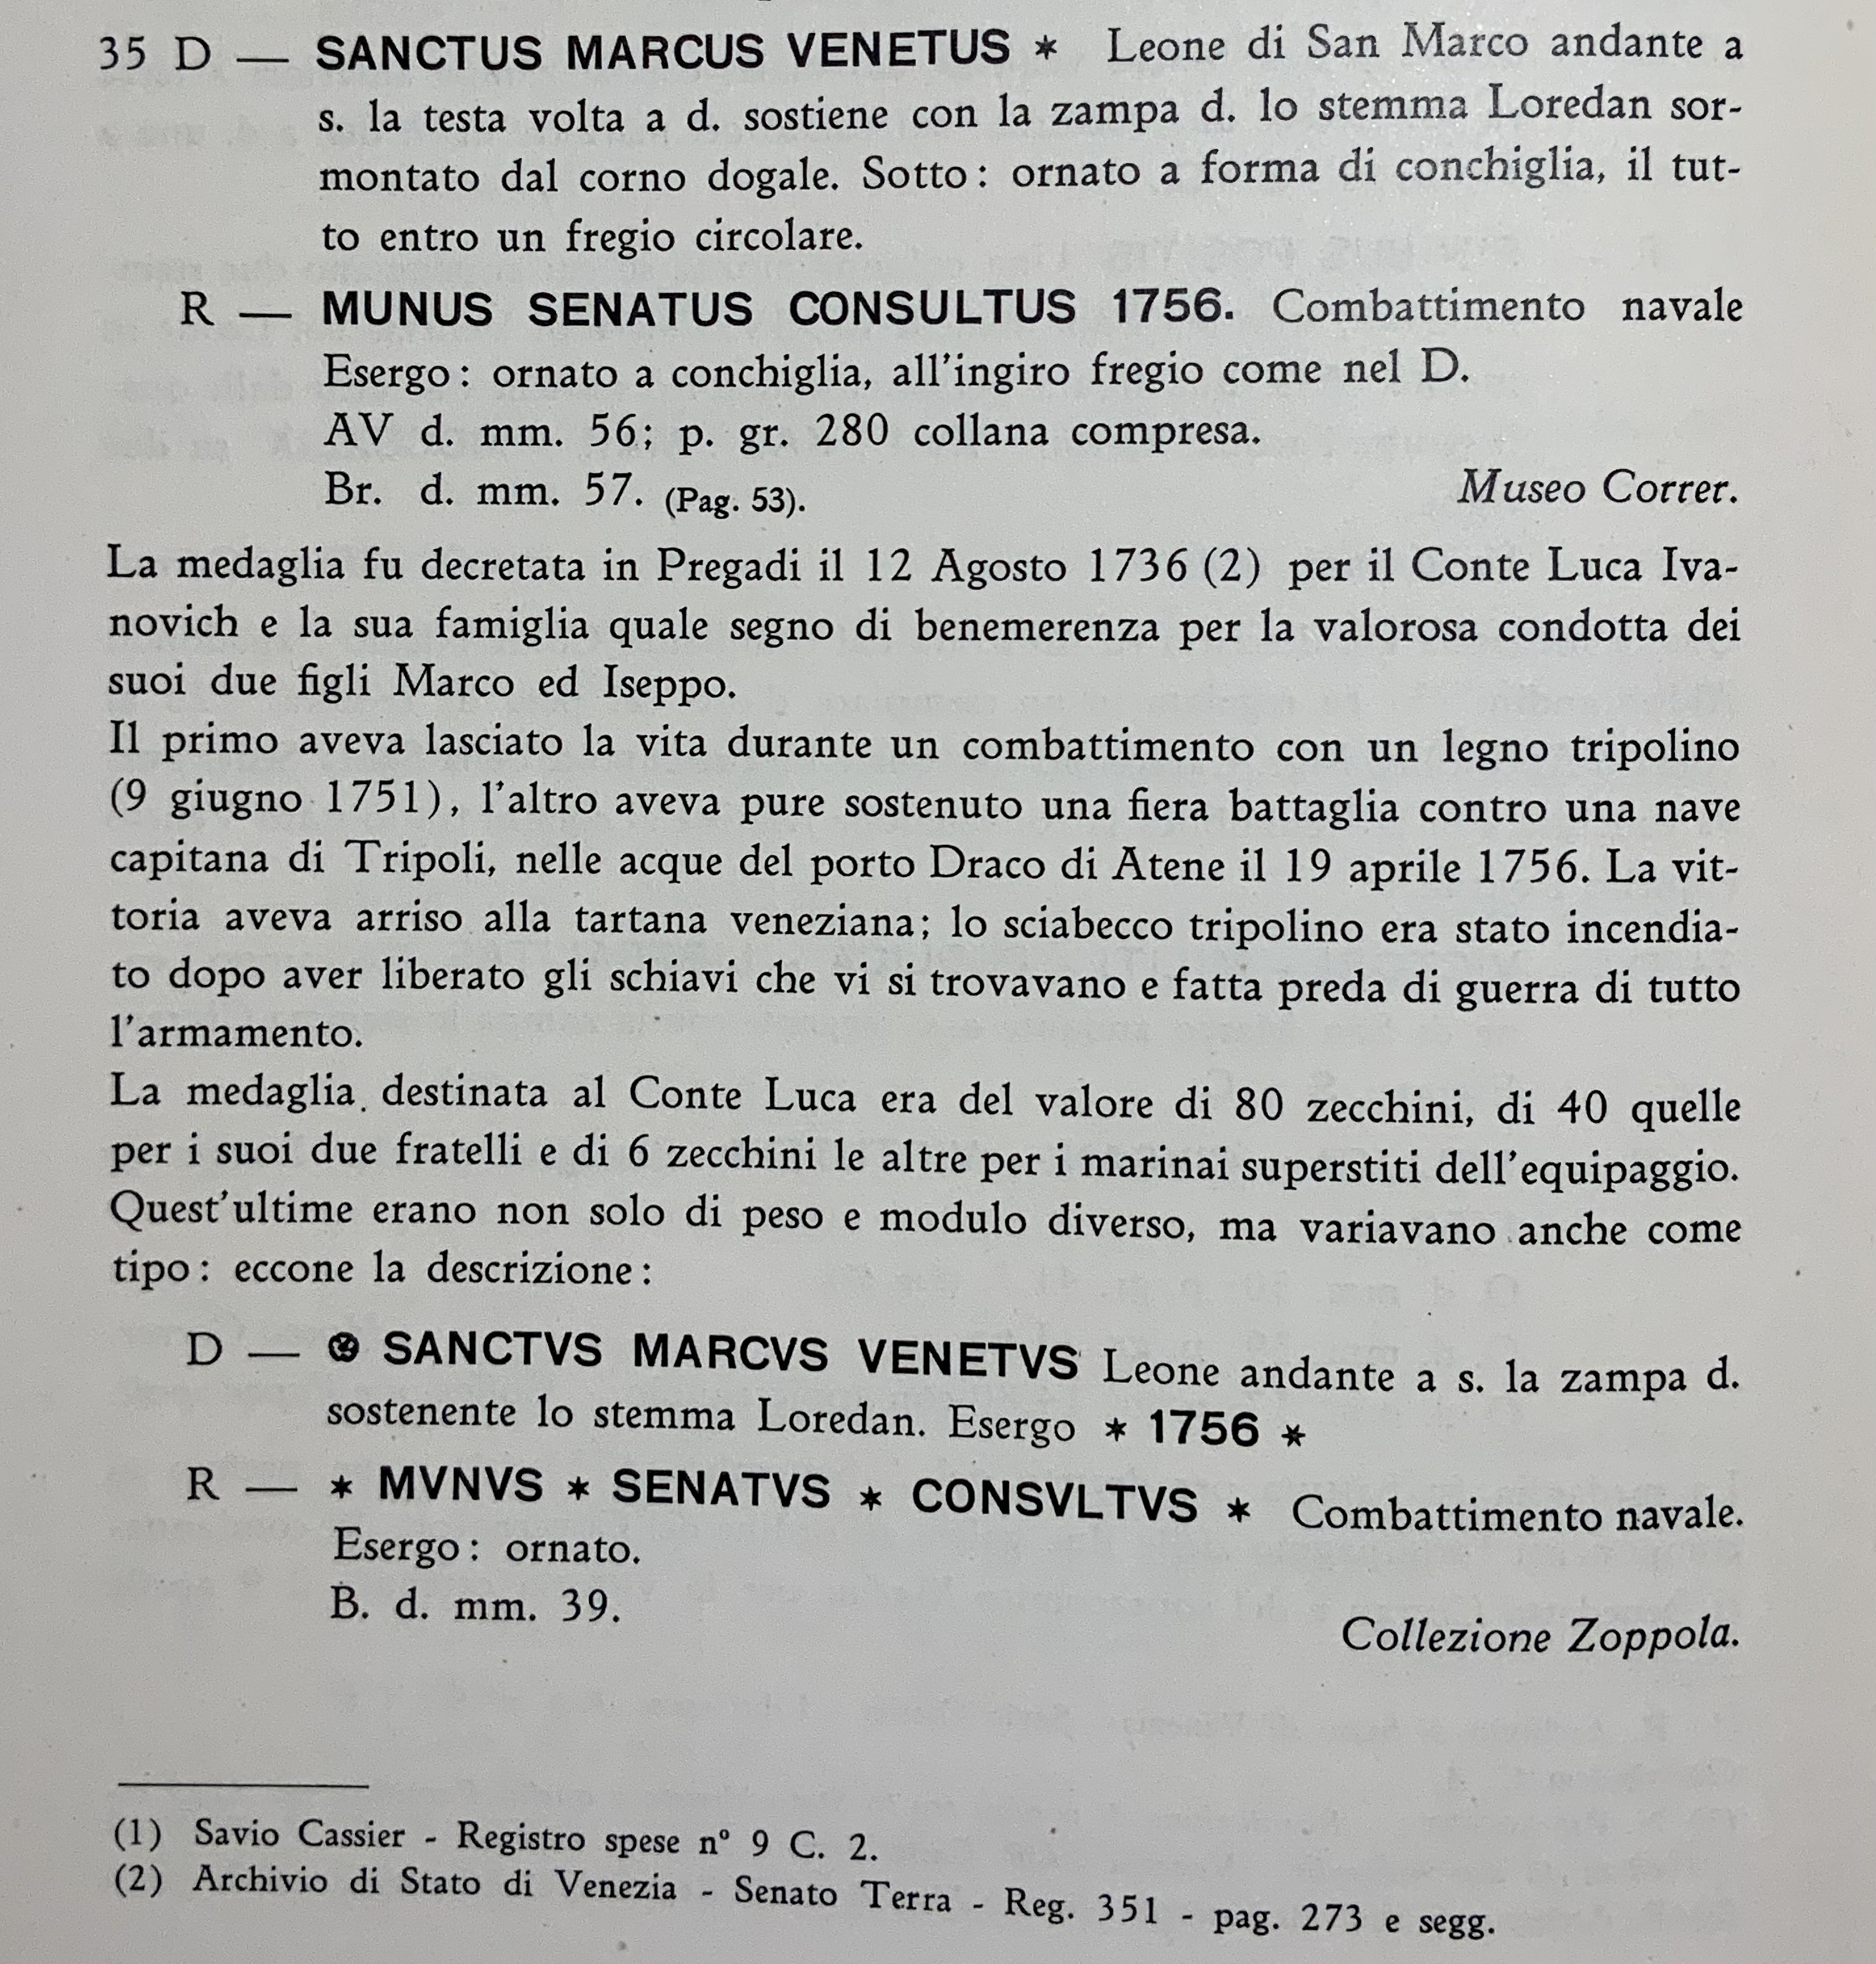 35 D — SANCTUS MARCUS VENETUS * Leone di San Marco andante a
s. la testa volta a d. sostiene con la zampa d. lo stemma Loredan sor-
montato dal corno dogale. Sotto: ornato a forma di conchiglia, il tut-
to entro un fregio circolare.
R — MUNUS SENATUS CONSULTUS 1756. Combattimento navale
Esergo: ornato a conchiglia, all'ingiro fregio come nel D.
AV d. mm. 56; p. gr. 280 collana compresa.
Br. d. mm. 57. (Pag. 53). Museo Correr.
La medaglia fu decretata in Pregadi il 12 Agosto 1736 (2) per il Conte Luca Iva-
novich e la sua famiglia quale segno di benemerenza per la valorosa condotta dei
suoi due figli Marco ed Iseppo.
Il primo aveva lasciato la vita durante un combattimento con un legno tripolino
(9 giugno 1751), l'altro aveva pure sostenuto una fiera battaglia contro una nave
capitana di Tripoli, nelle acque del porto Draco di Atene il 19 aprile 1756. La vit-
toria aveva arriso alla tartana veneziana; lo sciabecco tripolino era stato incendia-
to dopo aver liberato gli schiavi che vi si trovavano e fatta preda di guerra di tutto
l'armamento.
La medaglia destinata al Conte Luca era del valore di 80 zecchini, di 40 quelle
per i suoi due fratelli e di 6 zecchini le altre per i marinai superstiti dell'equipaggio.
Quest'ultime erano non solo di peso e modulo diverso, ma variavano anche come
tipo: eccone la descrizione:
D — SANCTVS MARCVS VENETVS Leone andante a s. la zampa d.
sostenente lo stemma Loredan. Esergo * 1756 *
R — * MVNVS * SENATVS * CONSVLTVS * Combattimento navale.
Esergo: ornato.
B. d. mm. 39.
Collezione Zoppola.
(1) Savio Cassier - Registro spese n° 9 C. 2.
(2) Archivio di Stato di Venezia - Senato Terra - Reg. 351 - pag. 273 e segg.